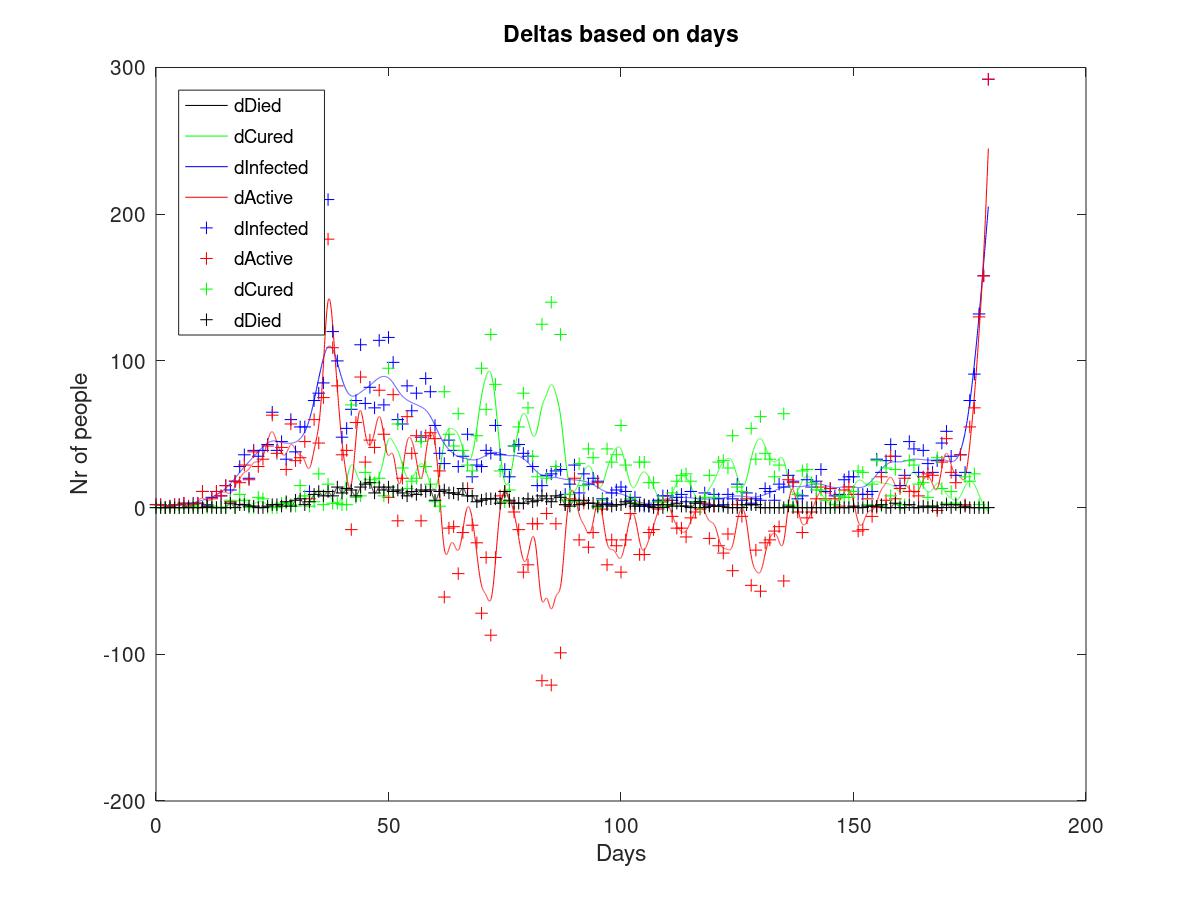 Deltas based on days
300
200
100
0
-100
-200
Nr of people
dDied
dCured
dInfected
dActive
dInfected
dActive
dCured
dDied
0
50
100
150
200
Days